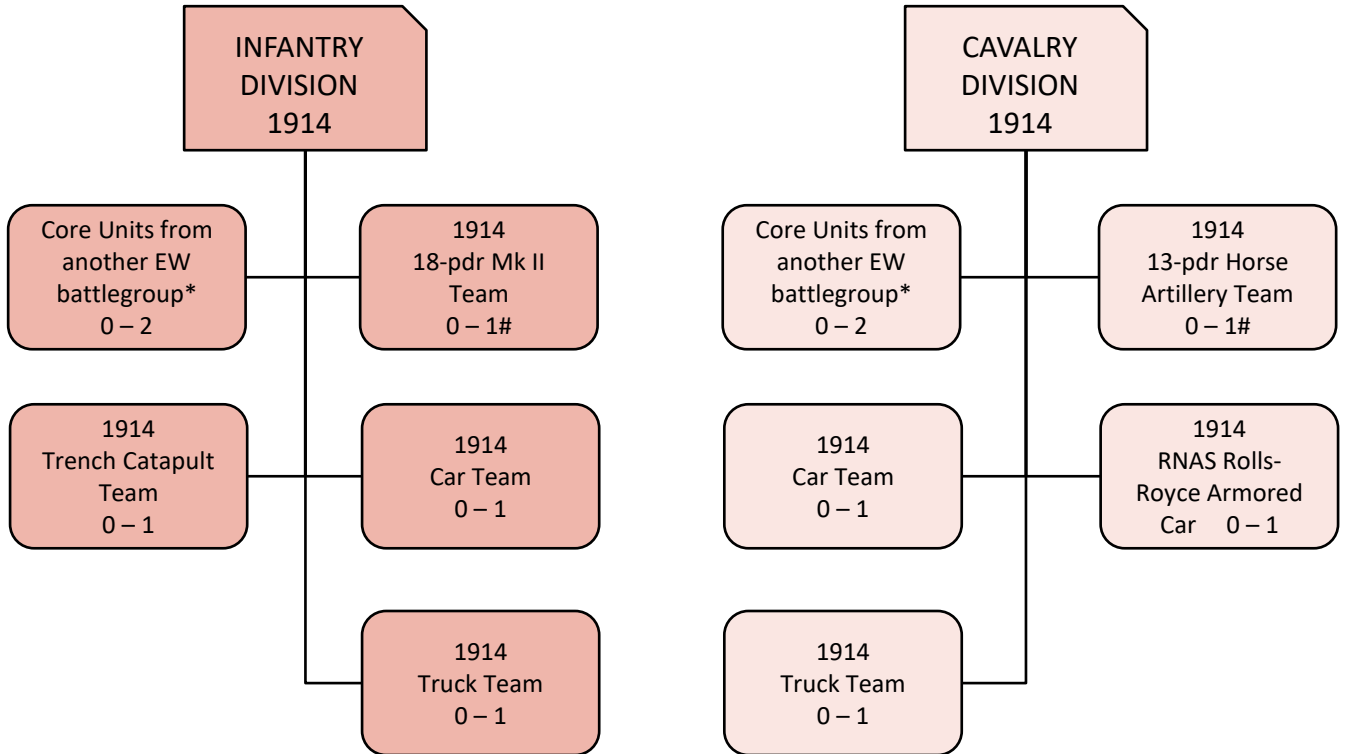 INFANTRY
DIVISION
1914
CAVALRY
DIVISION
1914
Core Units from
another EW
battlegroup*
0 – 2
1914
18-pdr Mk II
Team
0 – 1#
Core Units from
another EW
battlegroup*
0 – 2
1914
13-pdr Horse
Artillery Team
0 – 1#
1914
Trench Catapult
Team
0 – 1
1914
Car Team
0 – 1
1914
Car Team
0 – 1
1914
RNAS Rolls-
Royce Armored
Car 0 – 1
1914
Truck Team
0 – 1
1914
Truck Team
0 – 1